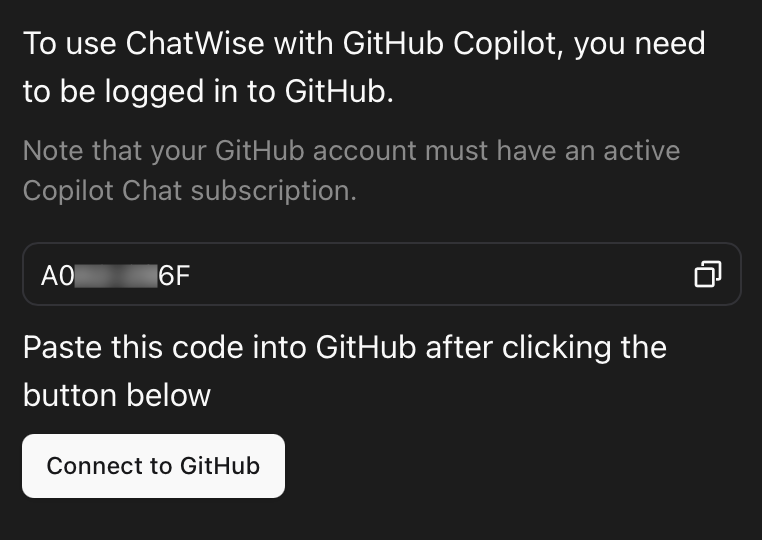 To use ChatWise with GitHub Copilot, you need
to be logged in to GitHub.
Note that your GitHub account must have an active
Copilot Chat subscription.
A0 6F
Paste this code into GitHub after clicking the
button below
Connect to GitHub